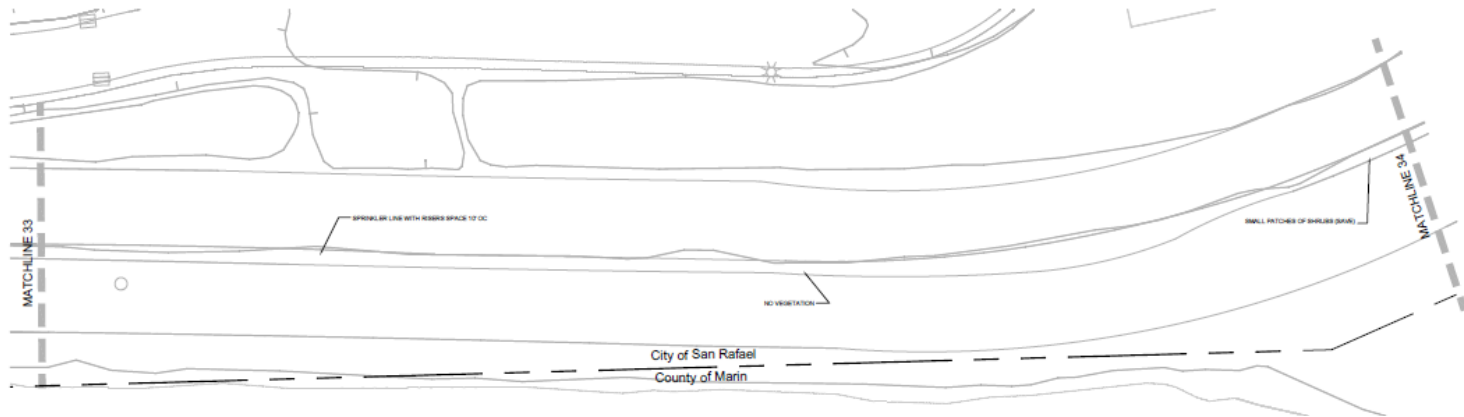 SPRINKLER LINE WITH RISERS SPACE 10' OC
SMALL PATCHES OF SHRUBS (SAVE)
MATCHLINE 34
MATCHLINE 33
NO VEGETATION
City of San Rafael
County of Marin